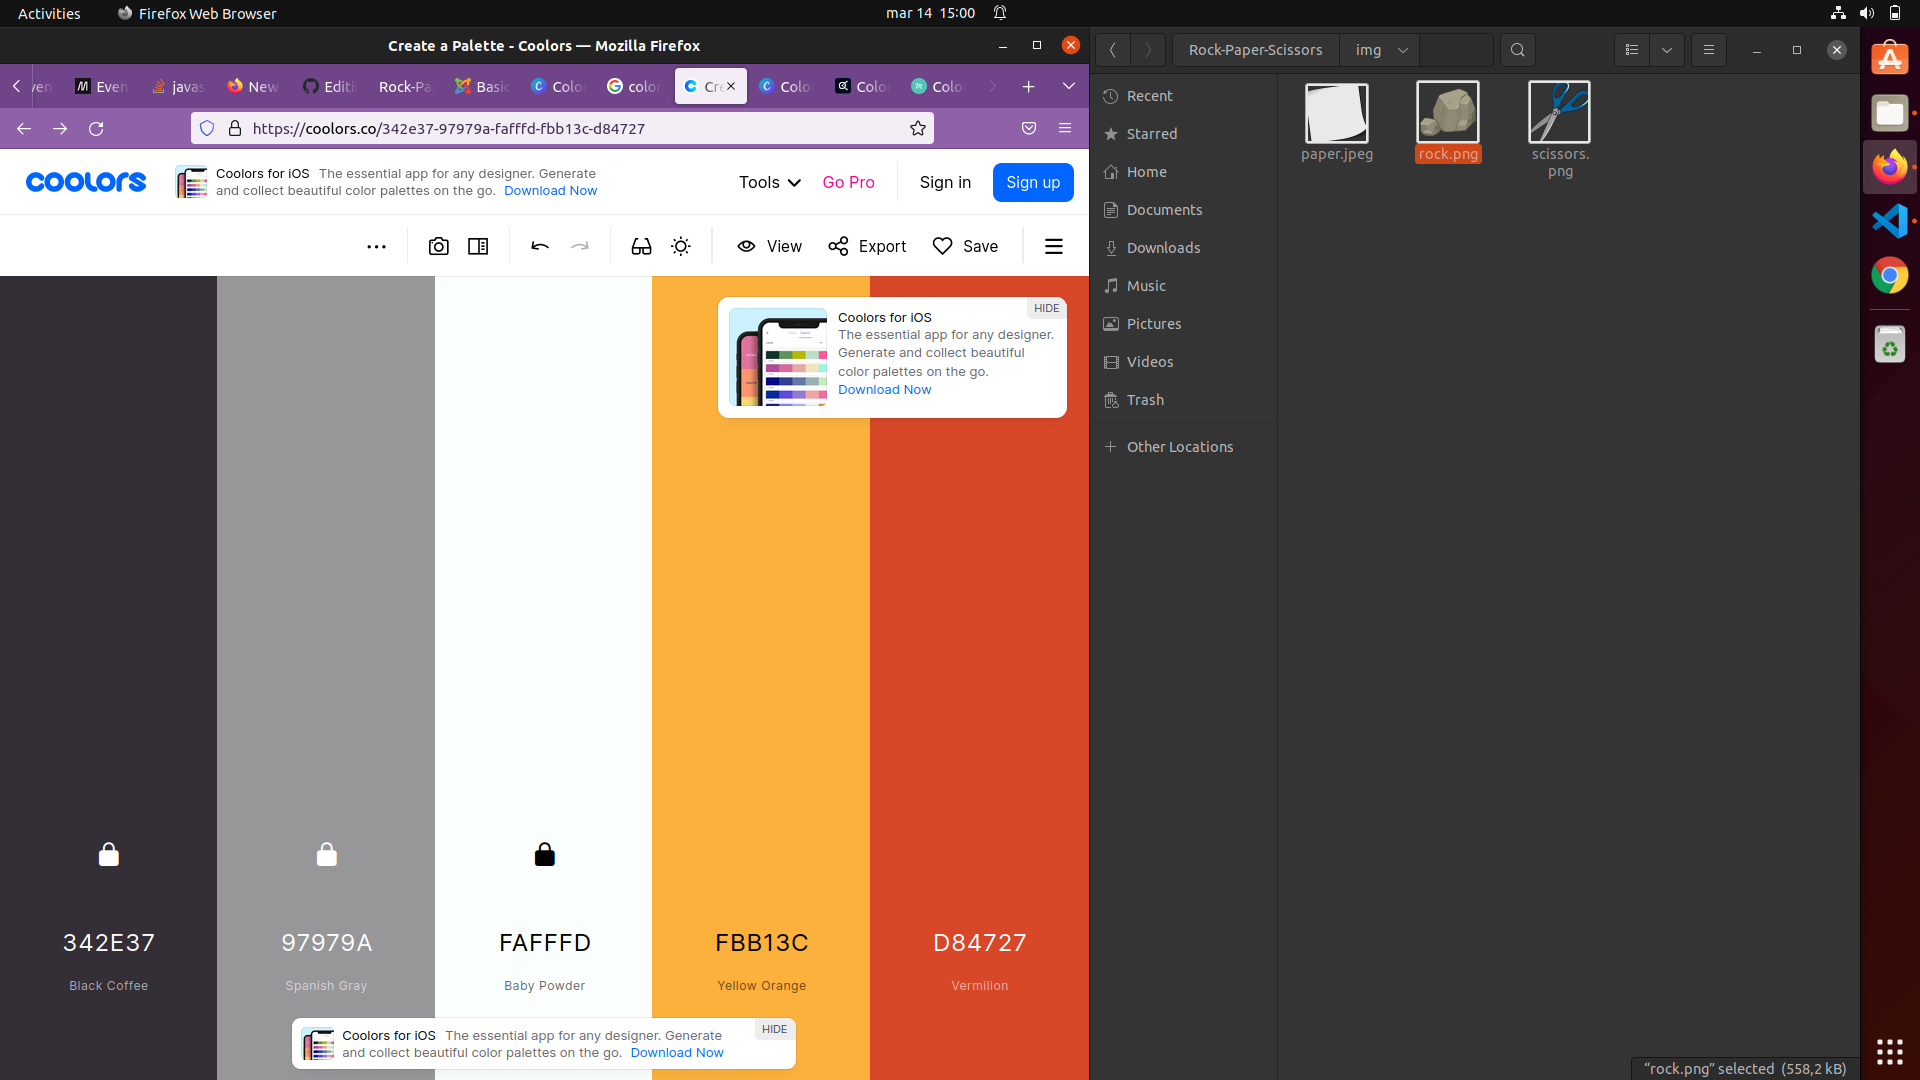 Activities
Firefox Web Browser
mar 14 15:00
Create a Palette - Coolors — Mozilla Firefox
Even
javas
New
Editi
Rock-Pa
Basic
Colo
color
Cre
Colo
Colo
Colo
https://coolors.co/342e37-97979a-fafffd-fbb13c-d84727
coolors
Coolors for iOS The essential app for any designer. Generate
and collect beautiful color palettes on the go. Download Now
Tools
Go Pro
Sign in
Sign up
View
Export
Save
HIDE
Coolors for iOS
The essential app for any designer.
Generate and collect beautiful
color palettes on the go.
Download Now
342E37
97979A
FAFFFD
FBB13C
D84727
Black Coffee
Spanish Gray
Baby Powder
Yellow Orange
Vermilion
HIDE
Coolors for iOS The essential app for any designer. Generate
and collect beautiful color palettes on the go. Download Now
Rock-Paper-Scissors
img
Recent
Starred
Home
Documents
Downloads
Music
Pictures
Videos
Trash
Other Locations
paper.jpeg
rock.png
scissors.
png
“rock.png” selected (558,2 kB)